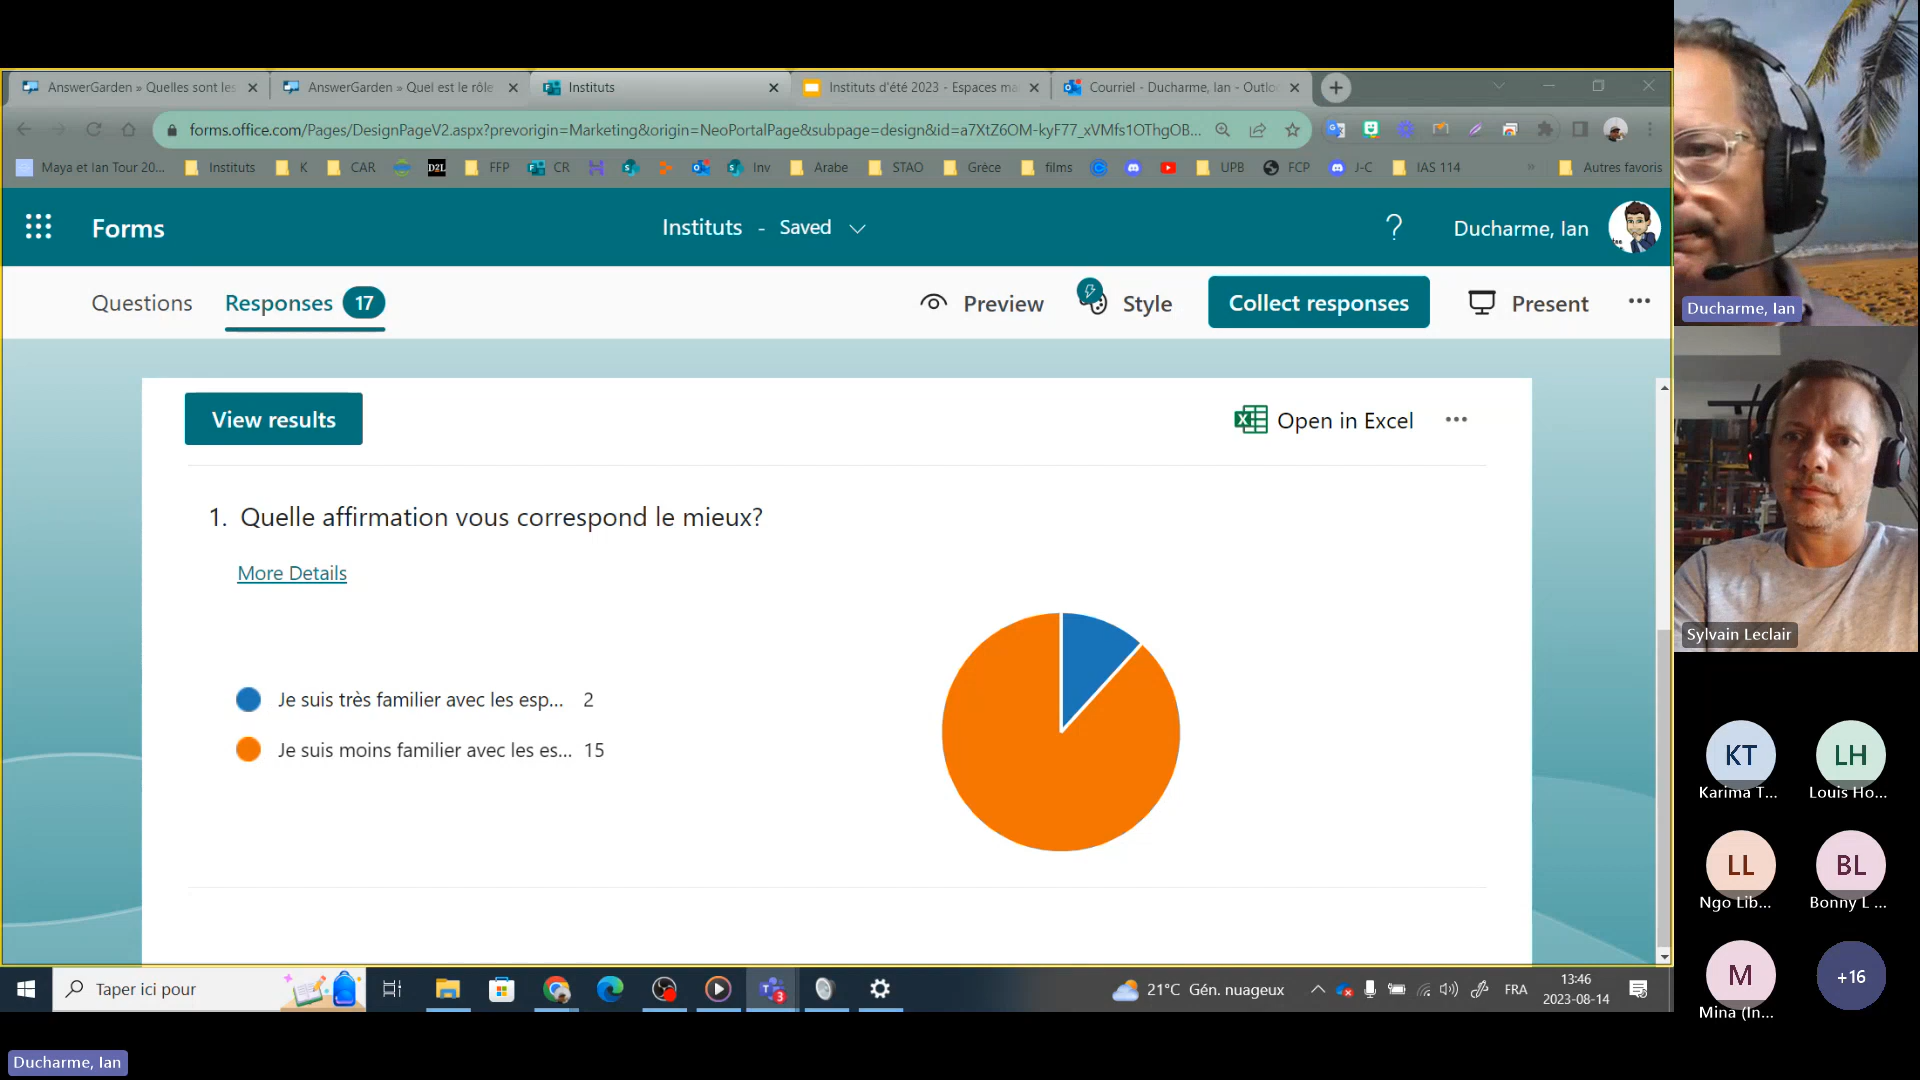 AnswerGarden » Quelles sont les
AnswerGarden » Quel est le rôle
Instituts
Instituts d'été 2023 - Espaces ma
Courriel - Ducharme, Ian - Outlo
forms.office.com/Pages/DesignPageV2.aspx?prevorigin=Marketing&origin=NeoPortalPage&subpage=design&id=a7XtZ6OM-kyF77_xVMfs1OThgOB...
Maya et Ian Tour 20...
Instituts
K
CAR
D2L
FFP
CR
Inv
Arabe
STAO
Grèce
films
UPB
FCP
J-C
IAS 114
»
Autres favoris
Forms
Instituts - Saved
?
Ducharme, Ian
Questions
Responses 17
Preview
Style
Collect responses
Present
...
View results
Open in Excel
...
1. Quelle affirmation vous correspond le mieux?
More Details
Je suis très familier avec les esp... 2
Je suis moins familier avec les es... 15
Taper ici pour
3
21°C Gén. nuageux
FRA
13:46
2023-08-14
Ducharme, Ian
Sylvain Leclair
KT
Karima T...
LH
Louis Ho...
LL
Ngo Lib...
BL
Bonny L ...
M
Mina (In...
+16
Ducharme, Ian